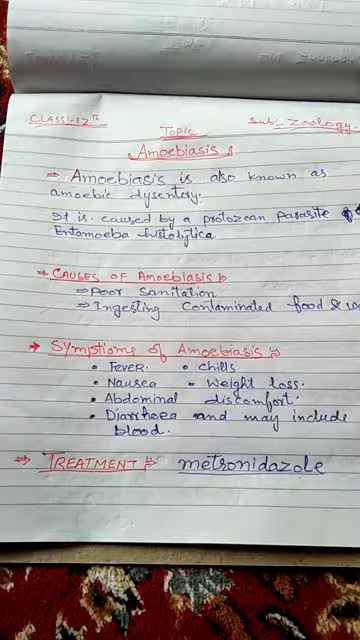 CLASS:- 12th
Sub:- Zoology
Topic
Amoebiasis
⇒ Amoebiasis is also known as
amoebic dysentery.
It is caused by a protozoan parasite
Entamoeba histolytica
⇒ CAUSES OF Amoebiasis
⇒ Poor Sanitation
⇒ Ingesting Contaminated food &
→ Symptioms of Amoebiasis
• Fever. • chills
• Nausea • Weight loss.
• Abdominal discomfort.
• Diarrhoea and may include
blood.
⇒ TREATMENT metronidazole